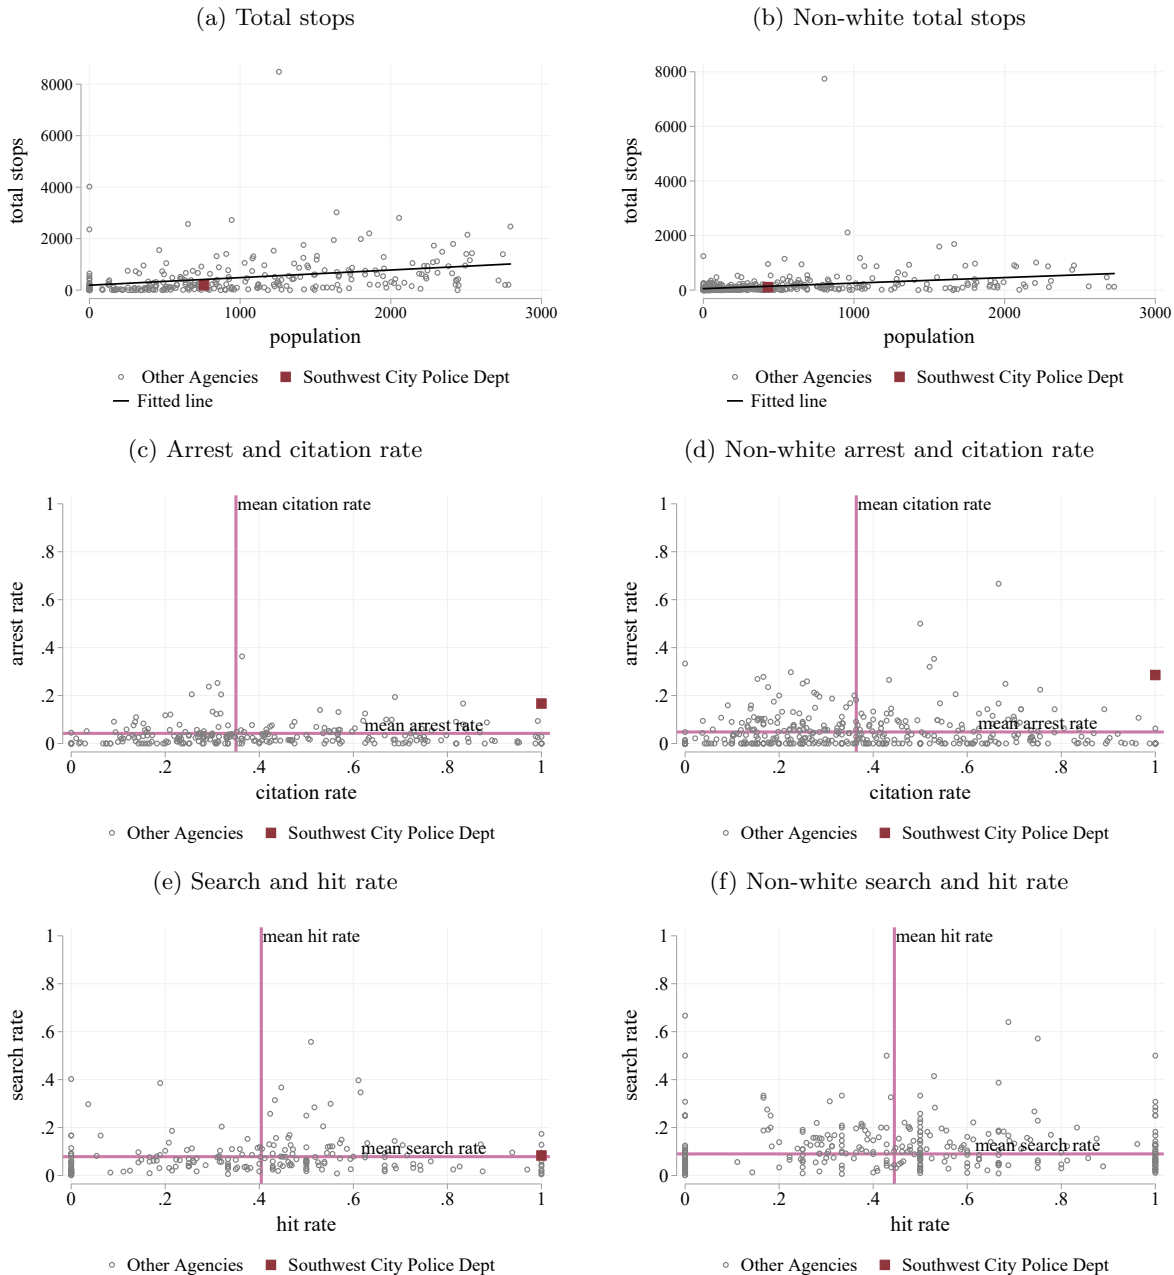 (a) Total stops
(b) Non-white total stops
8000
6000
4000
2000
0
total stops
0 1000 2000 3000
population
Other Agencies Southwest City Police Dept
Fitted line
8000
6000
4000
2000
0
total stops
0 1000 2000 3000
population
Other Agencies Southwest City Police Dept
Fitted line
(c) Arrest and citation rate
(d) Non-white arrest and citation rate
1
.8
.6
.4
.2
0
arrest rate
mean citation rate
mean arrest rate
0 .2 .4 .6 .8 1
citation rate
Other Agencies Southwest City Police Dept
1
.8
.6
.4
.2
0
arrest rate
mean citation rate
mean arrest rate
0 .2 .4 .6 .8 1
citation rate
Other Agencies Southwest City Police Dept
(e) Search and hit rate
(f) Non-white search and hit rate
1
.8
.6
.4
.2
0
search rate
mean hit rate
mean search rate
0 .2 .4 .6 .8 1
hit rate
Other Agencies Southwest City Police Dept
1
.8
.6
.4
.2
0
search rate
mean hit rate
mean search rate
0 .2 .4 .6 .8 1
hit rate
Other Agencies Southwest City Police Dept